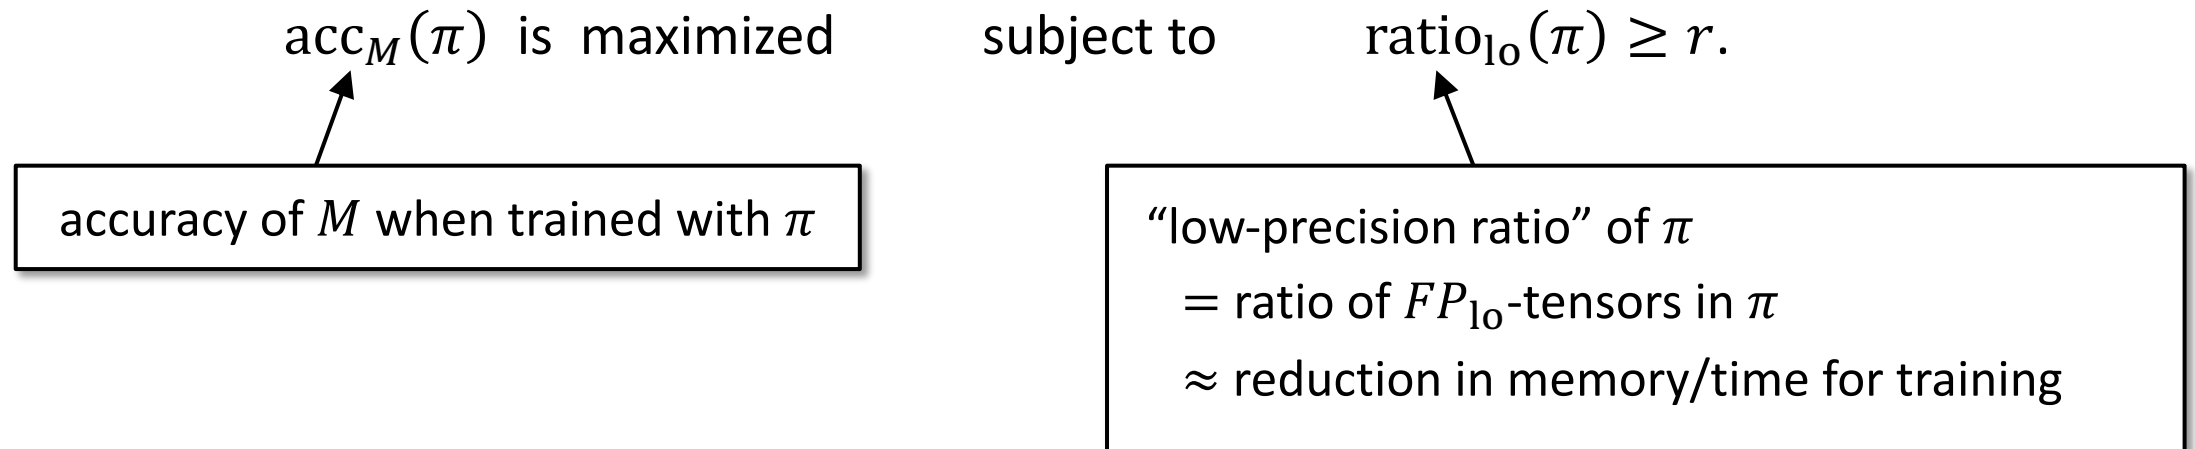 acc_M(π) is maximized subject to ratio_lo(π) ≥ r.
accuracy of M when trained with π
“low-precision ratio” of π
= ratio of FP_lo-tensors in π
≈ reduction in memory/time for training